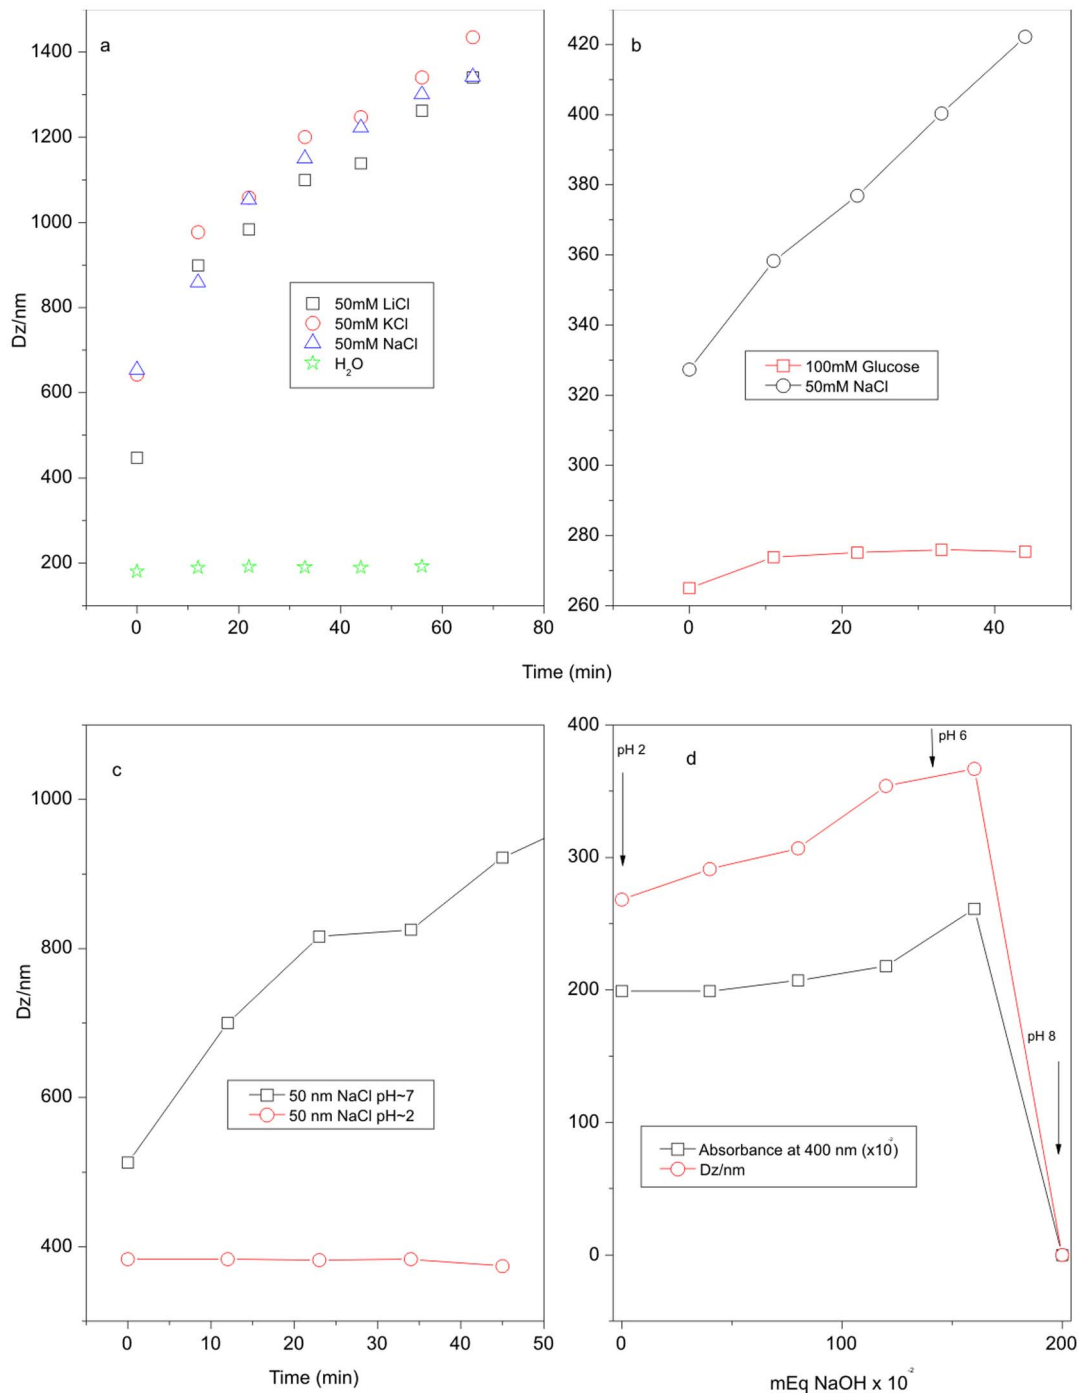 a
1400
1200
1000
800
600
400
200
Dz/nm
50mM LiCl
50mM KCl
50mM NaCl
H₂O
0
20
40
60
80
b
420
400
380
360
340
320
300
280
260
100mM Glucose
50mM NaCl
0
20
40
Time (min)
c
1000
800
600
400
Dz/nm
50 nm NaCl pH~7
50 nm NaCl pH~2
0
10
20
30
40
50
Time (min)
d
400
300
200
100
0
pH 2
pH 6
pH 8
Absorbance at 400 nm (x10⁻²)
Dz/nm
0
100
200
mEq NaOH x 10⁻²